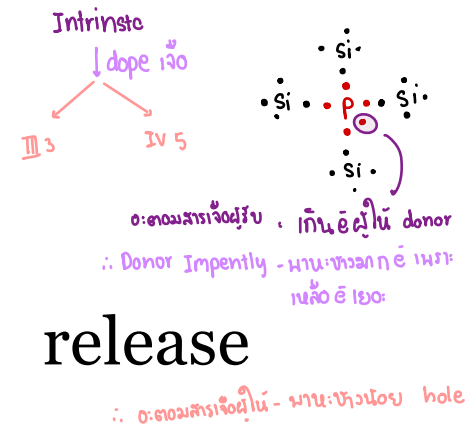 Intrinstc
dope เจือ
III 3
IV 5
Si
Si P Si
Si
อะตอมสารเจือผู้รับ . เกิน ē ผู้ให้ donor
∴ Donor Impently - พาหะข้างมาก ē เพราะ
เหลือ ē เยอะ
release
∴ อะตอมสารเจือผู้ให้ - พาหะข้างน้อย hole